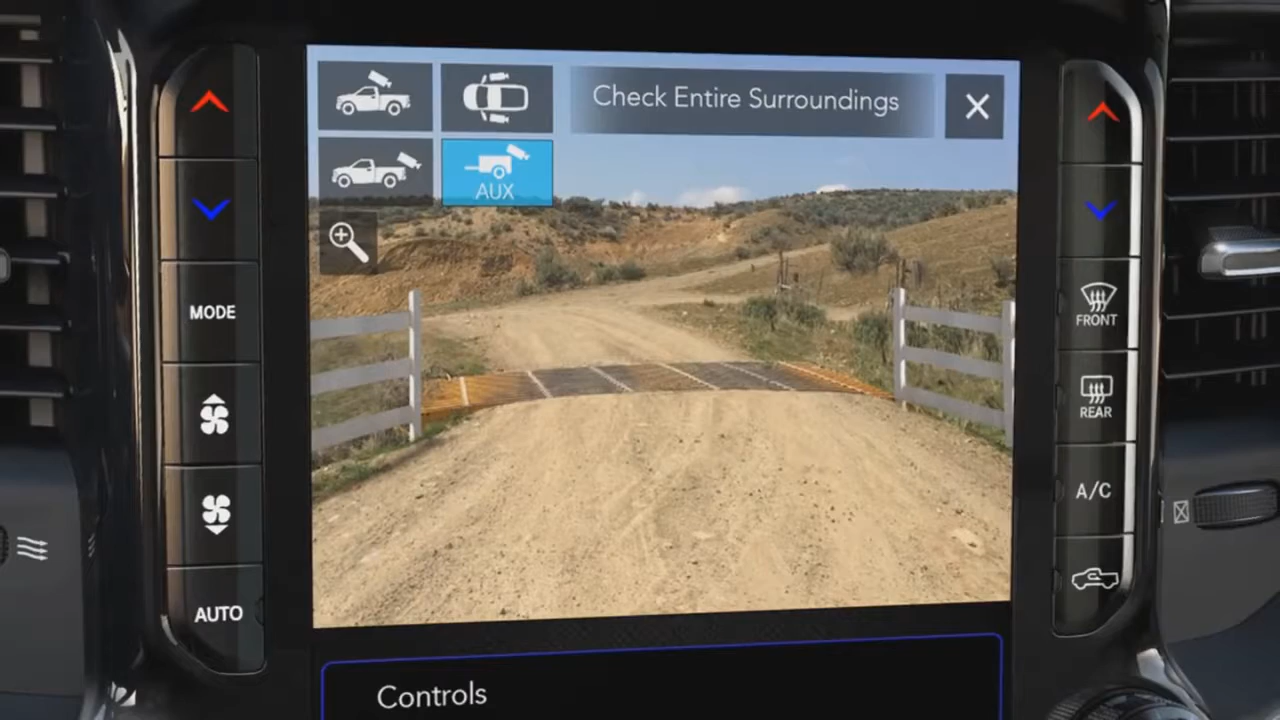 Check Entire Surroundings
AUX
MODE
FRONT
REAR
A/C
AUTO
Controls